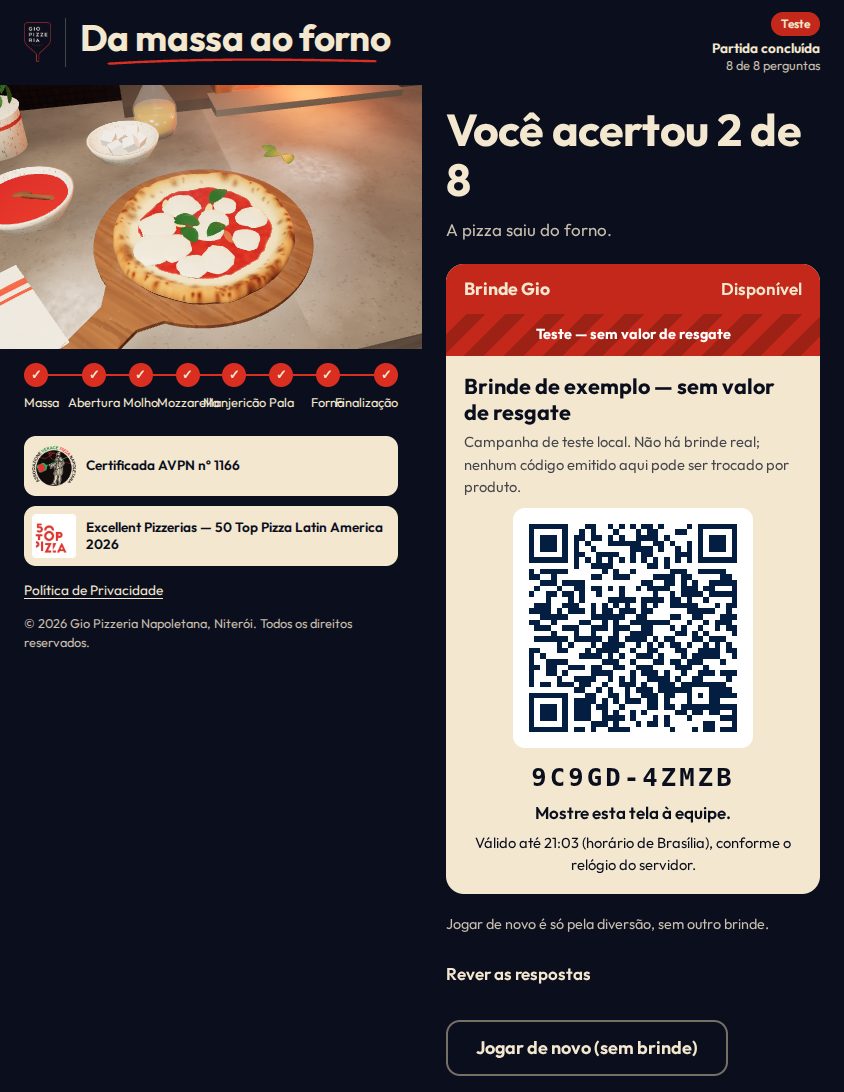 GIO
PIZZE
RIA
Da massa ao forno
Teste
Partida concluída
8 de 8 perguntas
Você acertou 2 de
8
A pizza saiu do forno.
Brinde Gio
Disponível
Teste — sem valor de resgate
Brinde de exemplo — sem valor
de resgate
Campanha de teste local. Não há brinde real;
nenhum código emitido aqui pode ser trocado por
produto.
9C9GD-4ZMZB
Mostre esta tela à equipe.
Válido até 21:03 (horário de Brasília), conforme o
relógio do servidor.
Jogar de novo é só pela diversão, sem outro brinde.
Rever as respostas
Jogar de novo (sem brinde)
Massa Abertura Molho Mozzarella Manjericão Pala Forno Finalização
Certificada AVPN nº 1166
50
TOP
PIZZA
Excellent Pizzerias — 50 Top Pizza Latin America
2026
Política de Privacidade
© 2026 Gio Pizzeria Napoletana, Niterói. Todos os direitos
reservados.